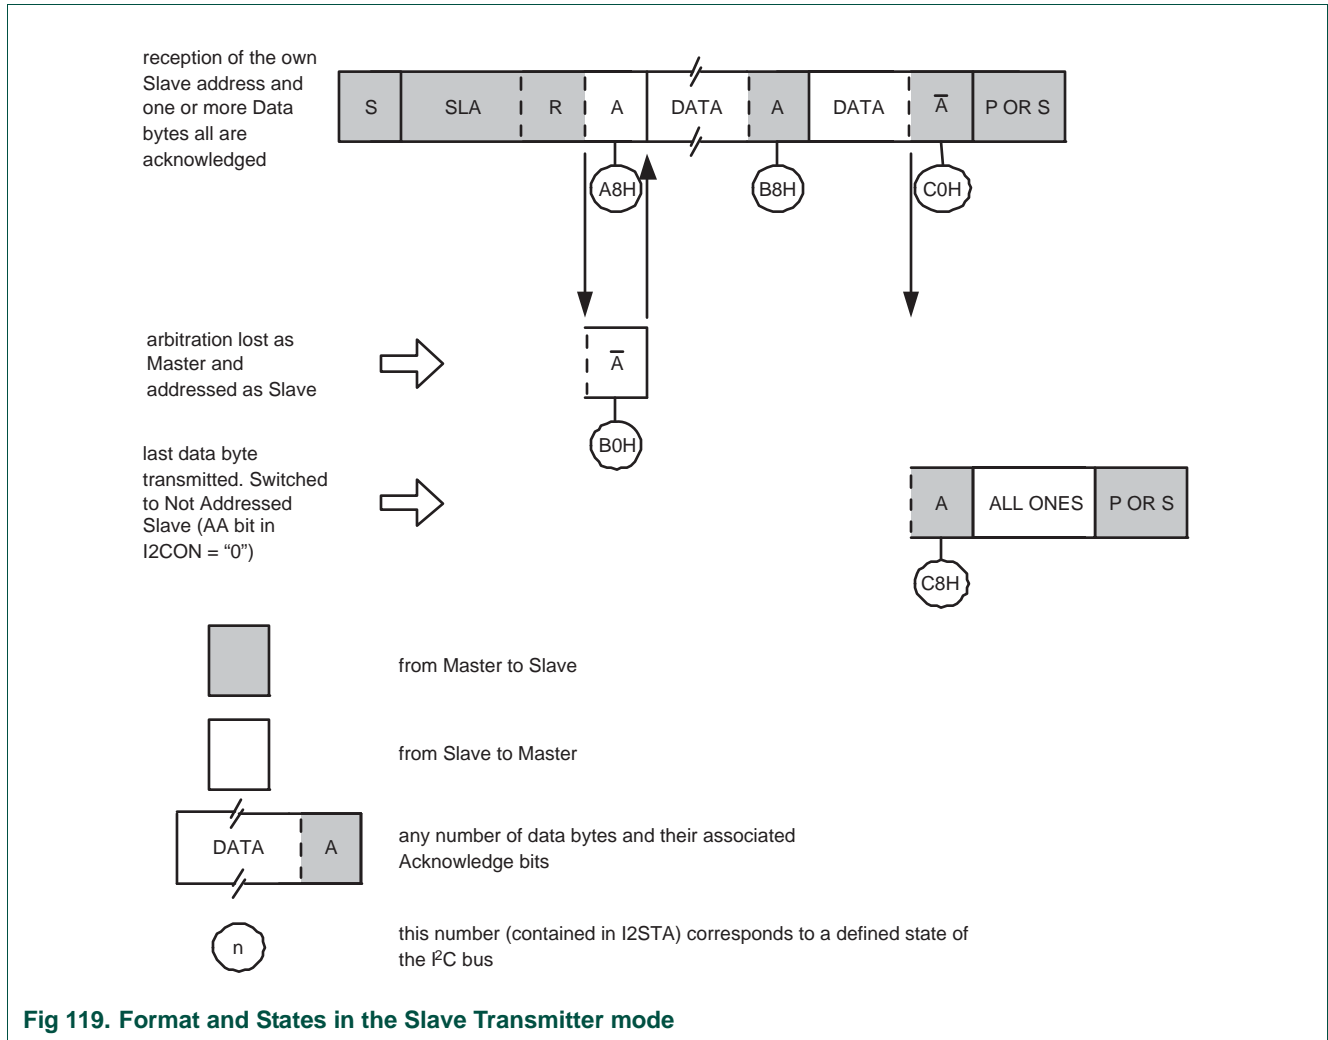 reception of the own
Slave address and
one or more Data
bytes all are
acknowledged
S SLA R A DATA A DATA A̅ P OR S
A8H B8H C0H
arbitration lost as
Master and
addressed as Slave
A̅
B0H
last data byte
transmitted. Switched
to Not Addressed
Slave (AA bit in
I2CON = “0”)
A ALL ONES P OR S
C8H
from Master to Slave
from Slave to Master
DATA A
any number of data bytes and their associated
Acknowledge bits
n
this number (contained in I2STA) corresponds to a defined state of
the I²C bus
Fig 119. Format and States in the Slave Transmitter mode